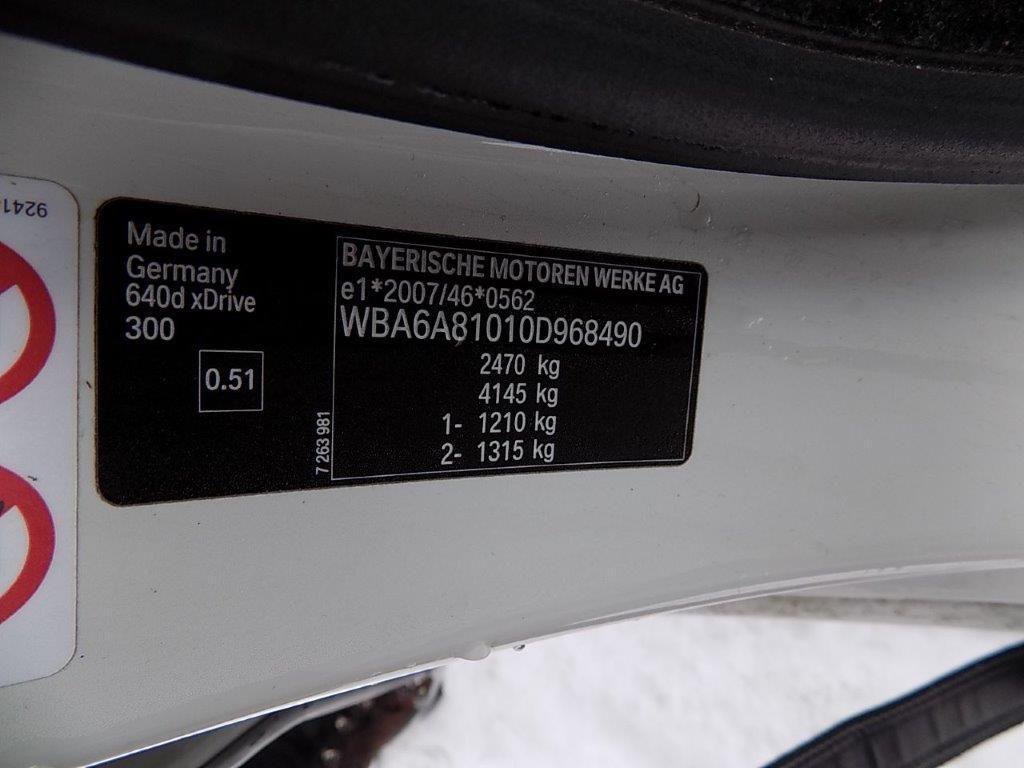 Made in
Germany
640d xDrive
300
0.51
7 263 981
BAYERISCHE MOTOREN WERKE AG
e1*2007/46*0562
WBA6A81010D968490
2470 kg
4145 kg
1- 1210 kg
2- 1315 kg